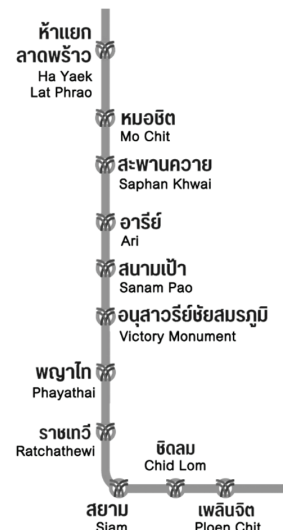 ห้าแยก
ลาดพร้าว
Ha Yaek
Lat Phrao
หมอชิต
Mo Chit
สะพานควาย
Saphan Khwai
อารีย์
Ari
สนามเป้า
Sanam Pao
อนุสาวรีย์ชัยสมรภูมิ
Victory Monument
พญาไท
Phayathai
ราชเทวี
Ratchathewi
ชิดลม
Chid Lom
สยาม
Siam
เพลินจิต
Ploen Chit